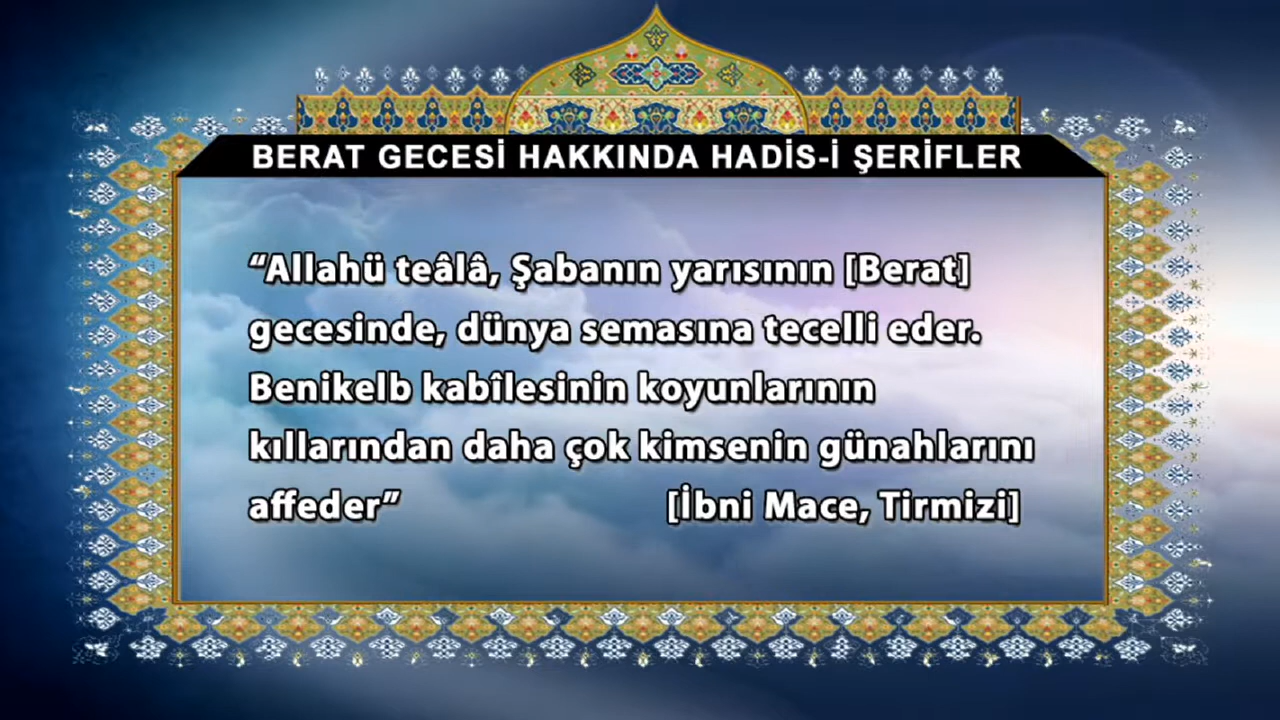 BERAT GECESİ HAKKINDA HADİS-İ ŞERİFLER
“Allahü teâlâ, Şabanın yarısının [Berat]
gecesinde, dünya semasına tecelli eder.
Benikelb kabîlesinin koyunlarının
kıllarından daha çok kimsenin günahlarını
affeder” [İbni Mace, Tirmizi]